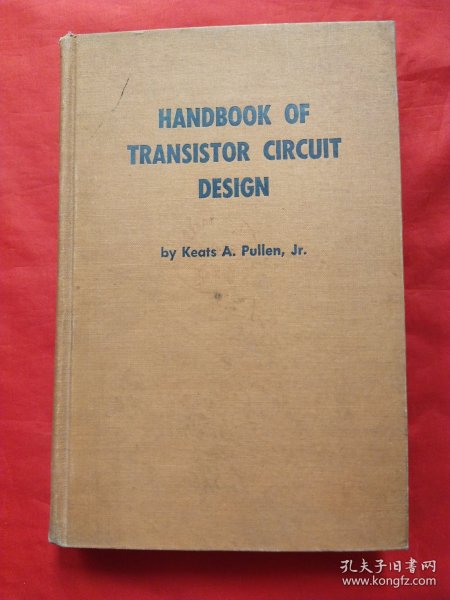 HANDBOOK OF
TRANSISTOR CIRCUIT
DESIGN
by Keats A. Pullen, Jr.
孔夫子旧书网
www.kongfz.com